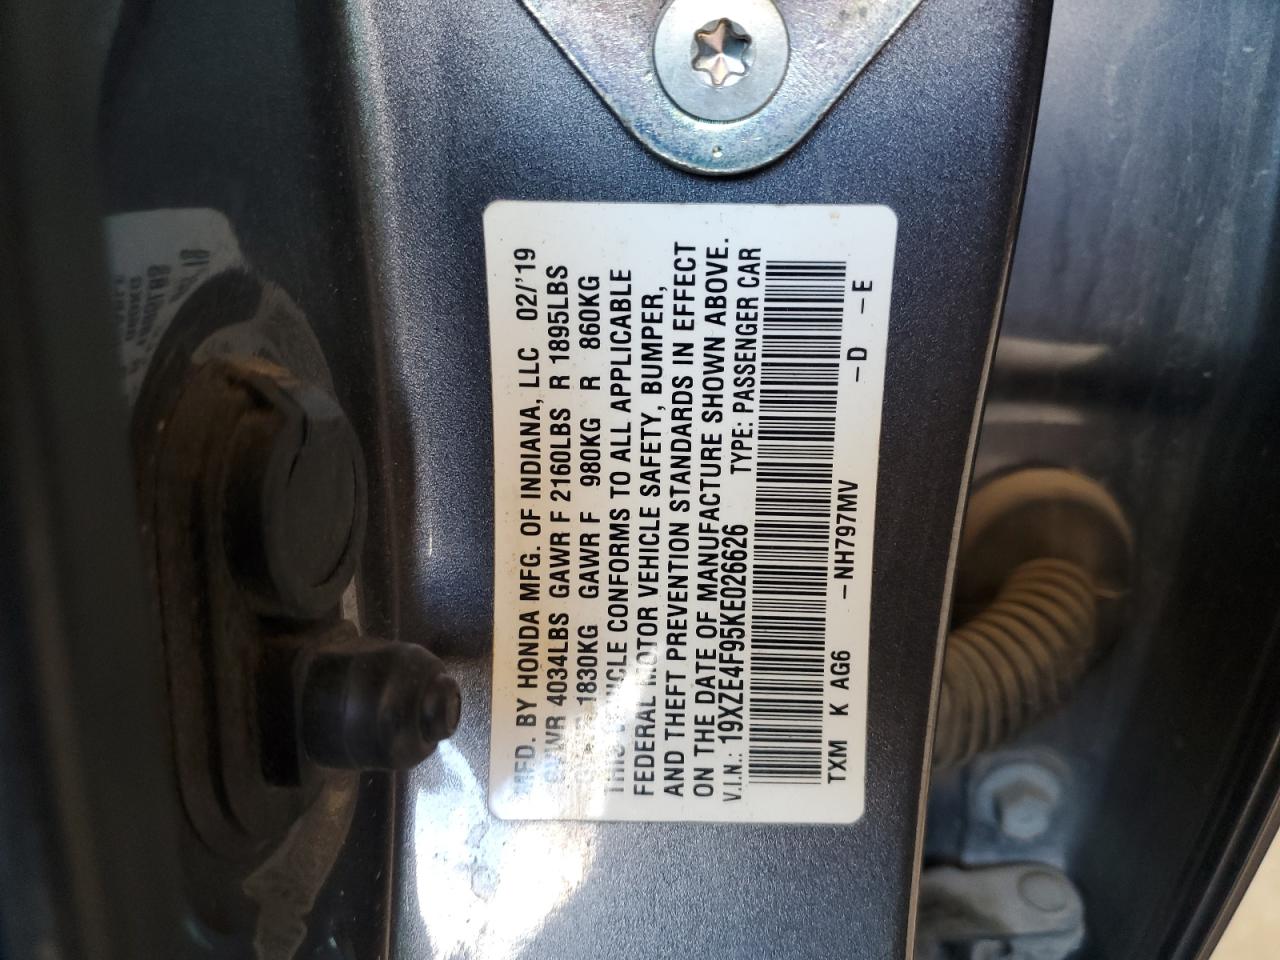 MFD. BY HONDA MFG. OF INDIANA, LLC 02/'19
GVWR 4034LBS GAWR F 2160LBS R 1895LBS
1830KG GAWR F 980KG R 860KG
THIS VEHICLE CONFORMS TO ALL APPLICABLE
FEDERAL MOTOR VEHICLE SAFETY, BUMPER,
AND THEFT PREVENTION STANDARDS IN EFFECT
ON THE DATE OF MANUFACTURE SHOWN ABOVE.
V.I.N.: 19XZE4F95KE026626 TYPE: PASSENGER CAR
TXM K AG6 -NH797MV -D -E